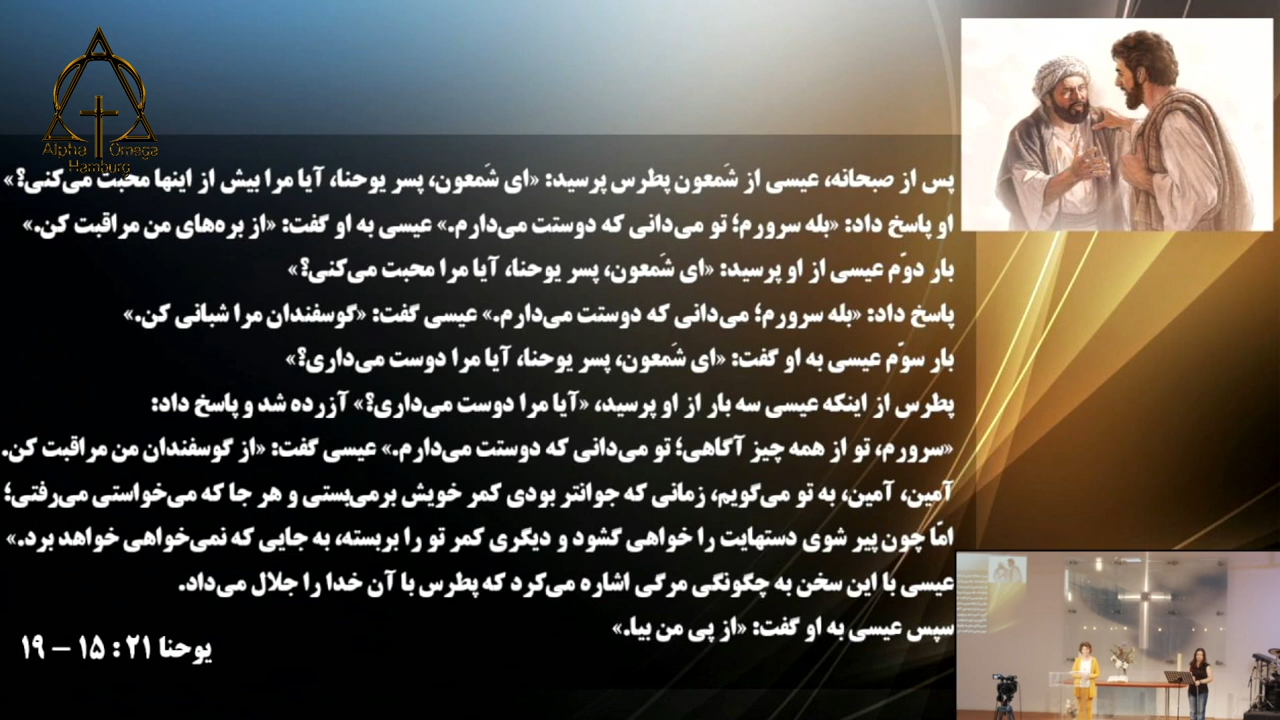 Alpha Omega
Hamburg
پس از صبحانه، عیسی از شَمعون پطرس پرسید: «ای شَمعون، پسر یوحنا، آیا مرا بیش از اینها محبت می‌کنی؟»
او پاسخ داد: «بله سرورم؛ تو می‌دانی که دوستت می‌دارم.» عیسی به او گفت: «از بره‌های من مراقبت کن.»
بار دوّم عیسی از او پرسید: «ای شَمعون، پسر یوحنا، آیا مرا محبت می‌کنی؟»
پاسخ داد: «بله سرورم؛ می‌دانی که دوستت می‌دارم.» عیسی گفت: «گوسفندان مرا شبانی کن.»
بار سوّم عیسی به او گفت: «ای شَمعون، پسر یوحنا، آیا مرا دوست می‌داری؟»
پطرس از اینکه عیسی سه بار از او پرسید، «آیا مرا دوست می‌داری؟» آزرده شد و پاسخ داد:
«سرورم، تو از همه چیز آگاهی؛ تو می‌دانی که دوستت می‌دارم.» عیسی گفت: «از گوسفندان من مراقبت کن.
آمین، آمین، به تو می‌گویم، زمانی که جوانتر بودی کمر خویش برمی‌بستی و هر جا که می‌خواستی می‌رفتی؛
امّا چون پیر شوی دستهایت را خواهی گشود و دیگری کمر تو را بربسته، به جایی که نمی‌خواهی خواهد برد.»
عیسی با این سخن به چگونگی مرگی اشاره می‌کرد که پطرس با آن خدا را جلال می‌داد.
سپس عیسی به او گفت: «از پی من بیا.»
یوحنا ۲۱ : ۱۵ – ۱۹